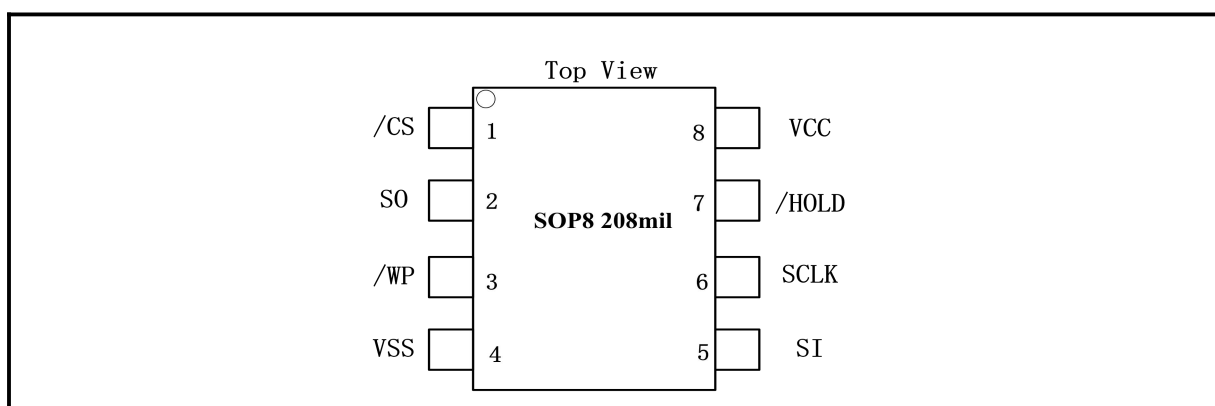 Top View
/CS 1 8 VCC
SO 2 7 /HOLD
SOP8 208mil
/WP 3 6 SCLK
VSS 4 5 SI